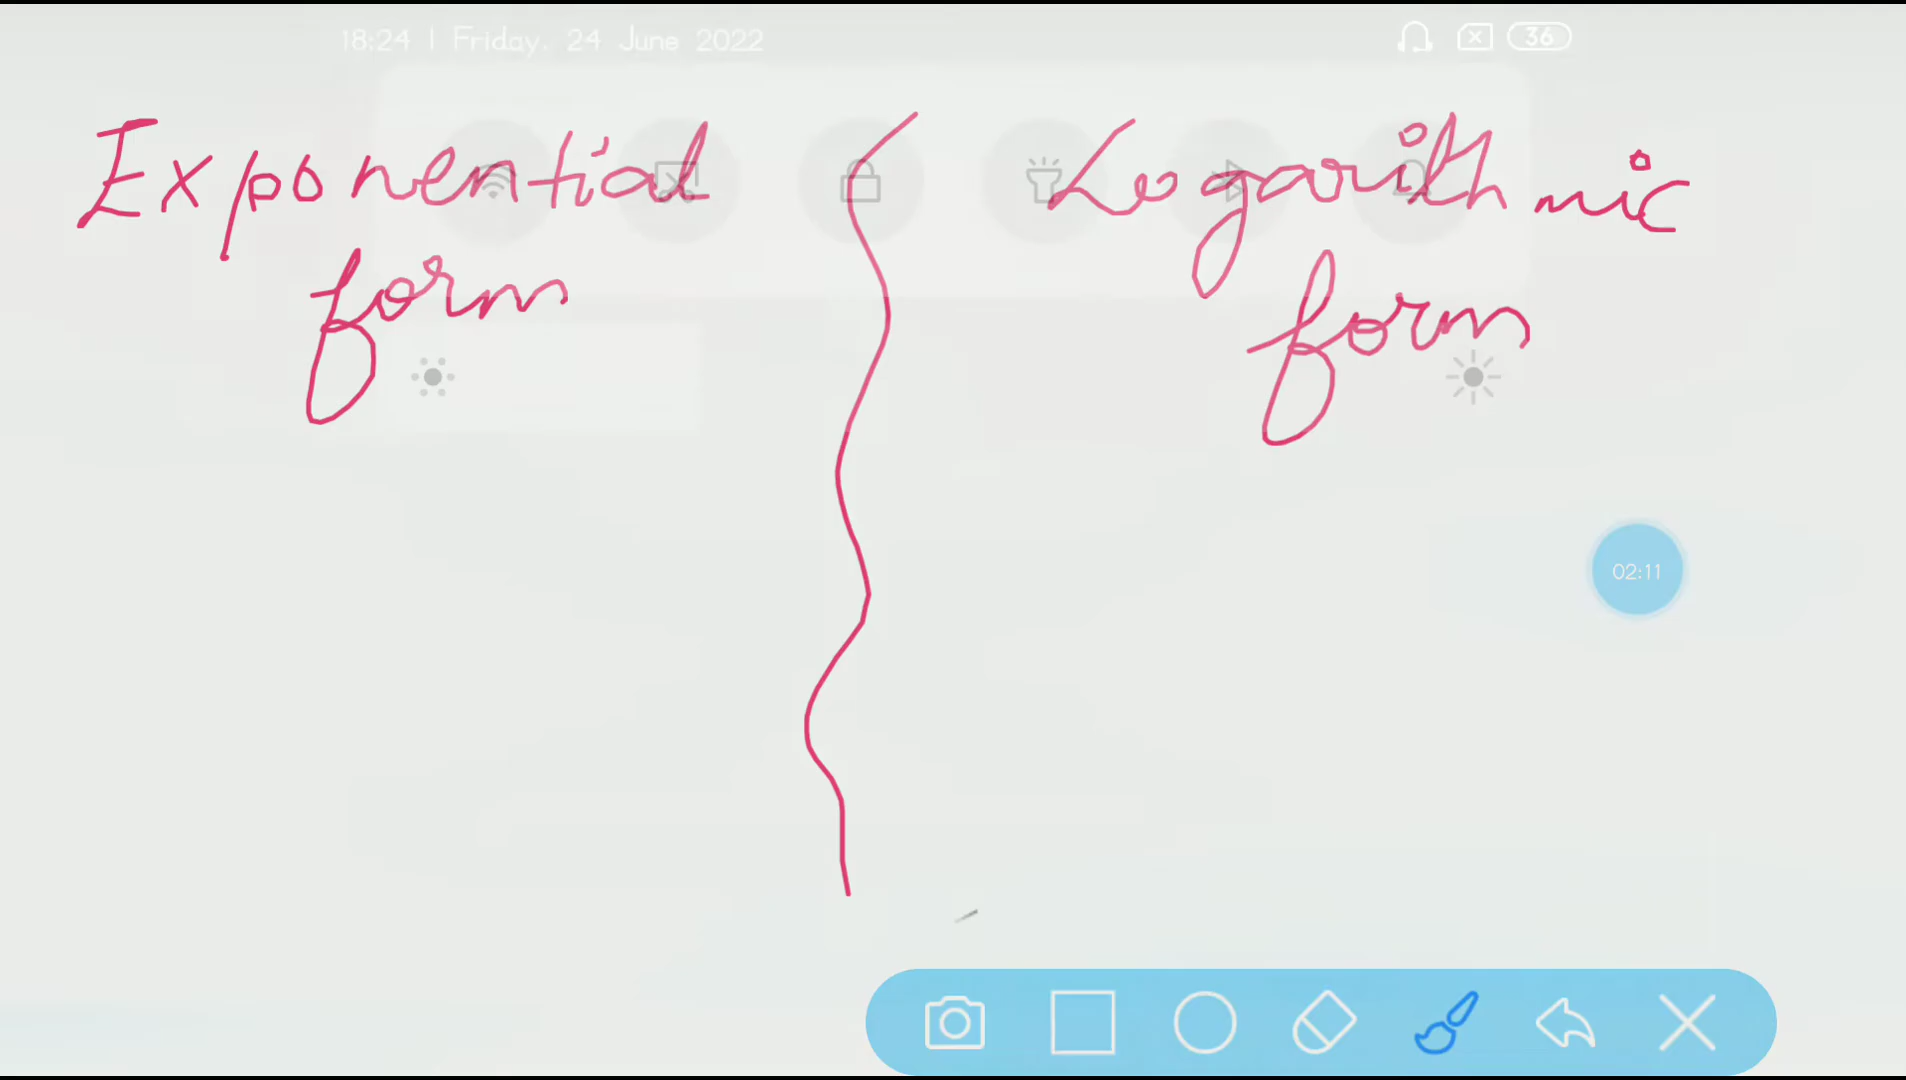 18:24 | Friday, 24 June 2022
36
Exponential
form
Logarithmic
form
02:11